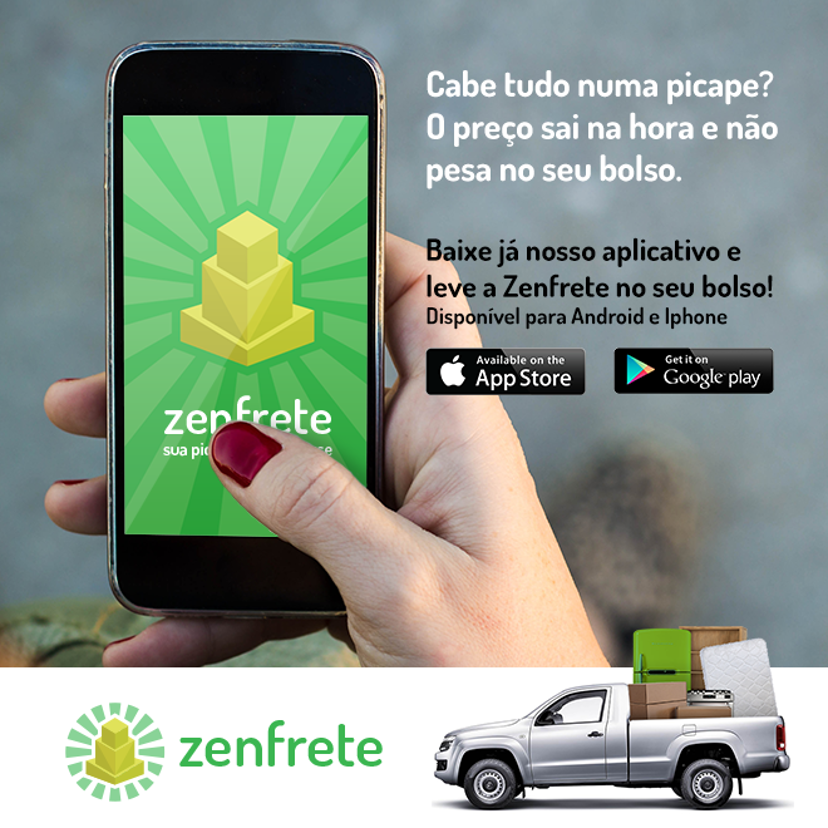 Cabe tudo numa picape?
O preço sai na hora e não
pesa no seu bolso.
Baixe já nosso aplicativo e
leve a Zenfrete no seu bolso!
Disponível para Android e Iphone
Available on the
App Store
Get it on
Google play
zenfrete
sua
zenfrete